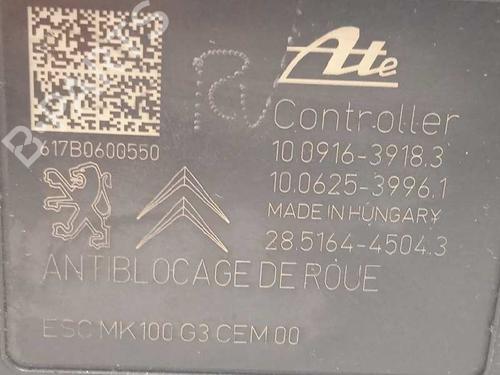 Ate
Controller
617B0600550
10.0916-3918.3
10.0625-3996.1
MADE IN HUNGARY
28.5164-4504.3
ANTIBLOCAGE DE ROUE
ESC MK100 G3 CEM 00